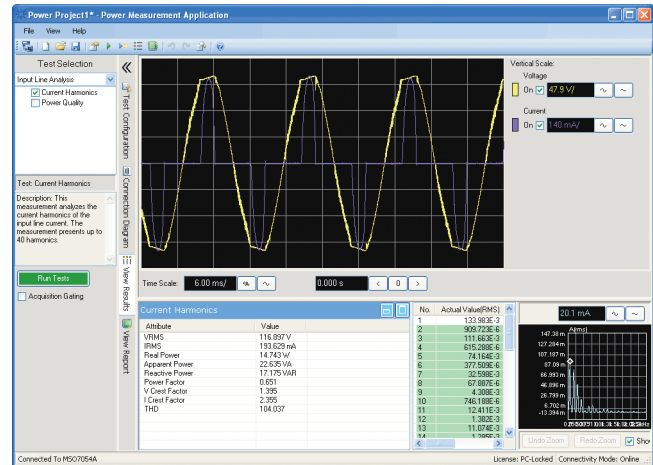 Power Project1* - Power Measurement Application
File View Help
Test Selection
Input Line Analysis
Current Harmonics
Power Quality
Test: Current Harmonics
Description: This
measurement analyzes the
current harmonics of the
input line current. The
measurement presents up to
40 harmonics.
Run Tests
Acquisition Gating
Test Configuration
Connection Diagram
View Results
View Report
Vertical Scale:
Voltage
On 47.9 V/
Current
On 140 mA/
Time Scale: 6.00 ms/ 0.000 s < 0 >
Current Harmonics
Attribute Value
VRMS 116.897 V
IRMS 193.629 mA
Real Power 14.743 W
Apparent Power 22.635 VA
Reactive Power 17.175 VAR
Power Factor 0.651
V Crest Factor 1.395
I Crest Factor 2.355
THD 104.037
No. Actual Value(RMS)
1 133.983E-3
2 909.723E-6
3 111.663E-3
4 615.288E-6
5 74.164E-3
6 377.509E-6
7 32.598E-3
8 67.887E-6
9 4.308E-3
10 746.188E-6
11 12.411E-3
12 1.382E-3
13 11.074E-3
14 1.285E-3
20.1 mA
A(rms)
147.38 m
127.284 m
107.187 m
87.09 m
66.993 m
46.896 m
26.799 m
6.702 m
-13.394 m
Undo Zoom Redo Zoom Show
Connected To MSO7054A
License: PC-Locked Connectivity Mode: Online